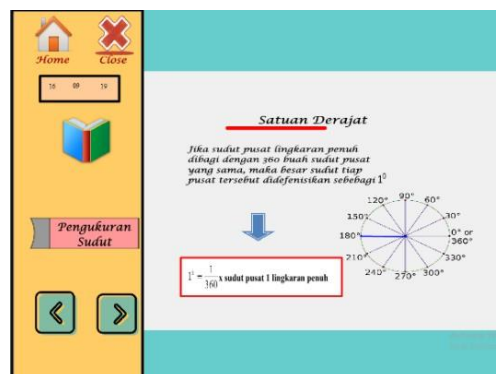 Home
Close
16 09 19
Pengukuran
Sudut
Satuan Derajat
Jika sudut pusat lingkaran penuh
dibagi dengan 360 buah sudut pusat
yang sama, maka besar sudut tiap
pusat tersebut didefenisikan sebebagi 1⁰
90°
120° 60°
150° 30°
180° 0° or
360°
210° 330°
240° 270° 300°
1° = 1/360 x sudut pusat 1 lingkaran penuh